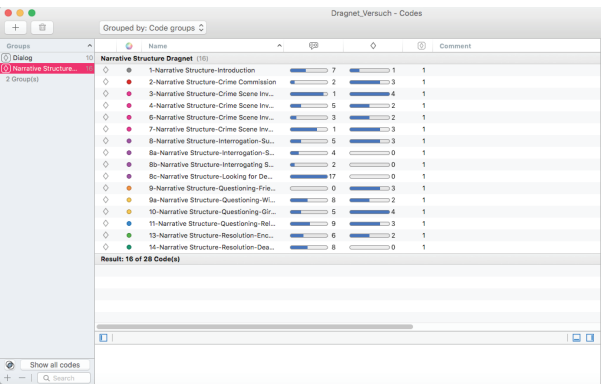 Dragnet_Versuch - Codes
Grouped by: Code groups
Groups
Name
Comment
Dialog 10
Narrative Structure... 16
2 Group(s)
Narrative Structure Dragnet (16)
1-Narrative Structure-Introduction 7 1 1
2-Narrative Structure-Crime Commission 2 3 1
3-Narrative Structure-Crime Scene Inv... 1 4 1
4-Narrative Structure-Crime Scene Inv... 5 2 1
6-Narrative Structure-Crime Scene Inv... 3 2 1
7-Narrative Structure-Crime Scene Inv... 1 3 1
8-Narrative Structure-Interrogation-Su... 5 3 1
8a-Narrative Structure-Interrogation-S... 4 0 1
8b-Narrative Structure-Interrogating S... 2 0 1
8c-Narrative Structure-Looking for De... 17 0 1
9-Narrative Structure-Questioning-Frie... 0 3 1
9a-Narrative Structure-Questioning-Wi... 8 2 1
10-Narrative Structure-Questioning-Gir... 5 4 1
11-Narrative Structure-Questioning-Rel... 9 3 1
13-Narrative Structure-Resolution-Enc... 6 2 1
14-Narrative Structure-Resolution-Dea... 8 0 1
Result: 16 of 28 Code(s)
Show all codes
Search